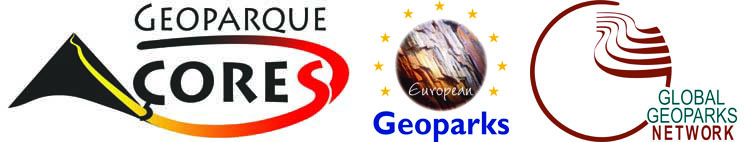 GEOPARQUE
AÇORES
European
Geoparks
GLOBAL
GEOPARKS
NETWORK